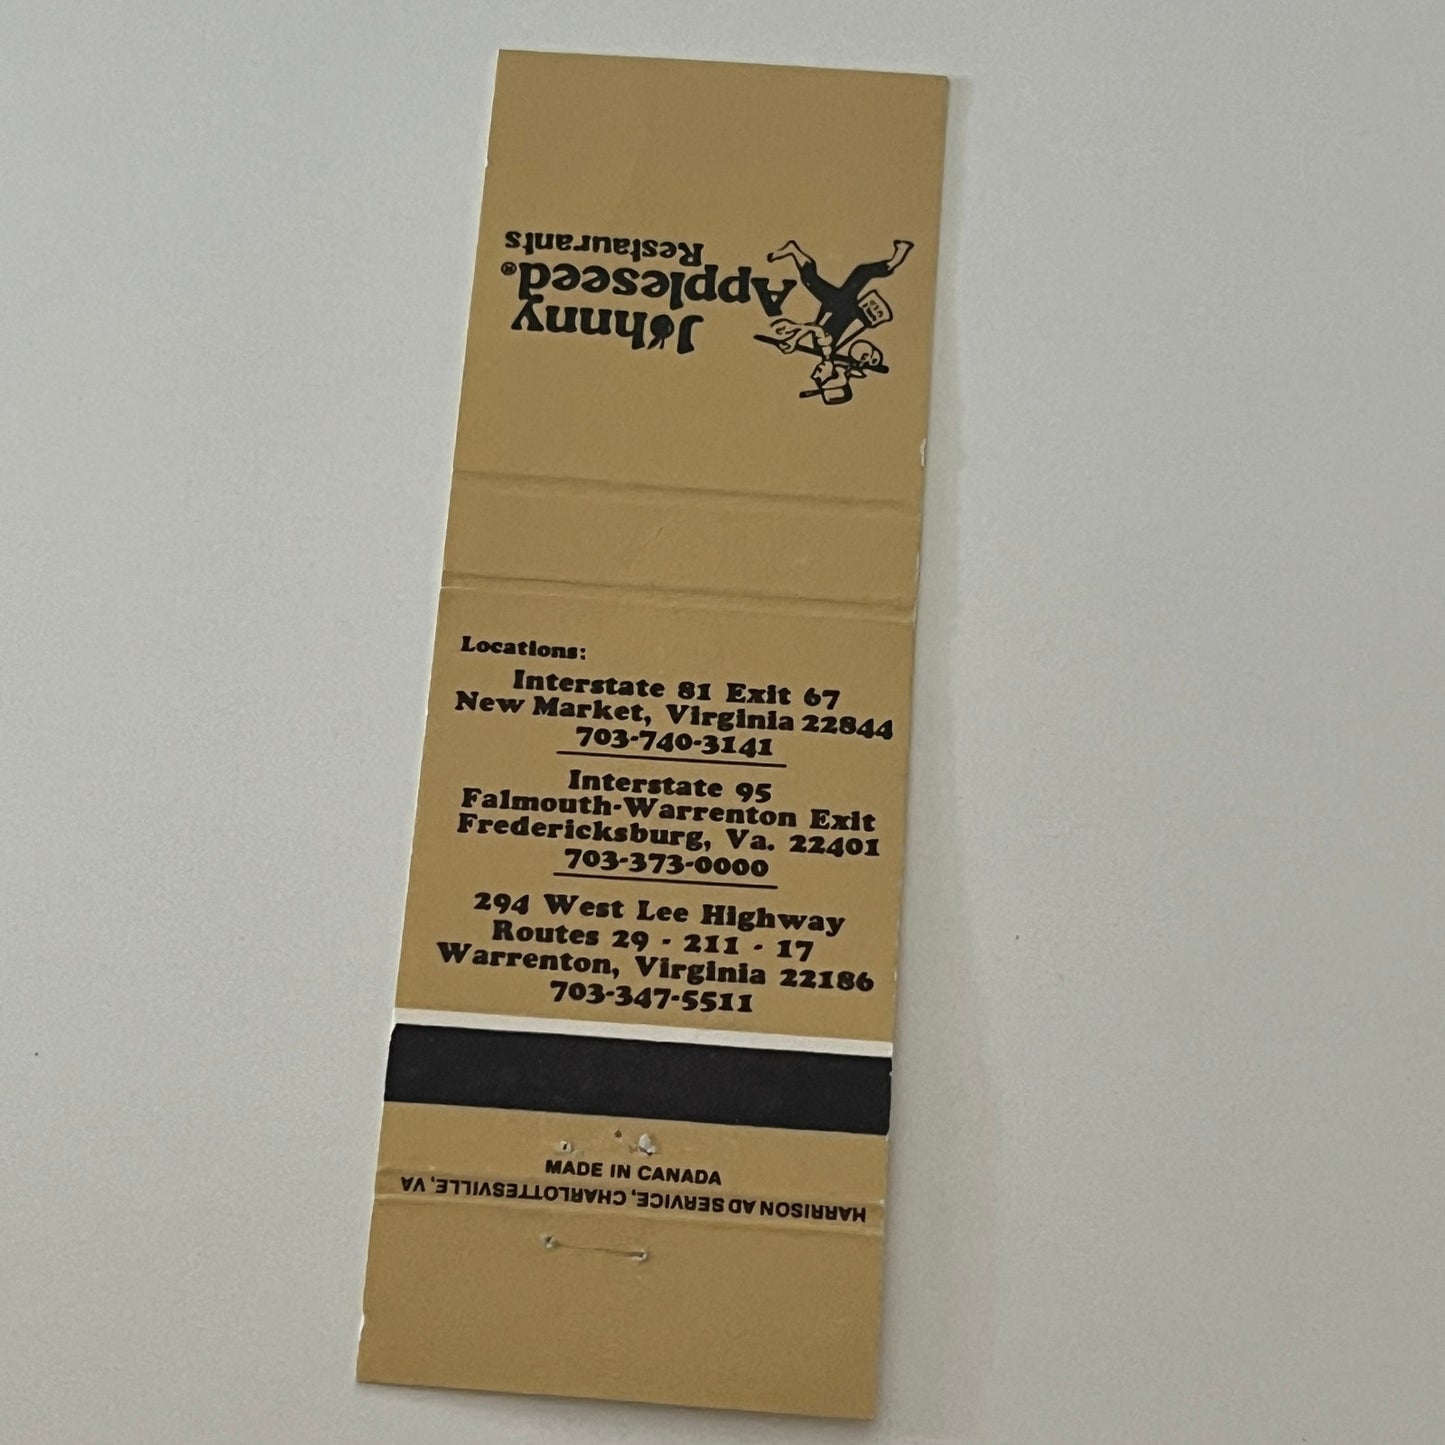 Johnny
Appleseed®
Restaurants
Locations:
Interstate 81 Exit 67
New Market, Virginia 22844
703-740-3141
Interstate 95
Falmouth-Warrenton Exit
Fredericksburg, Va. 22401
703-373-0000
294 West Lee Highway
Routes 29 - 211 - 17
Warrenton, Virginia 22186
703-347-5511
MADE IN CANADA
HARRISON AD SERVICE, CHARLOTTESVILLE, VA